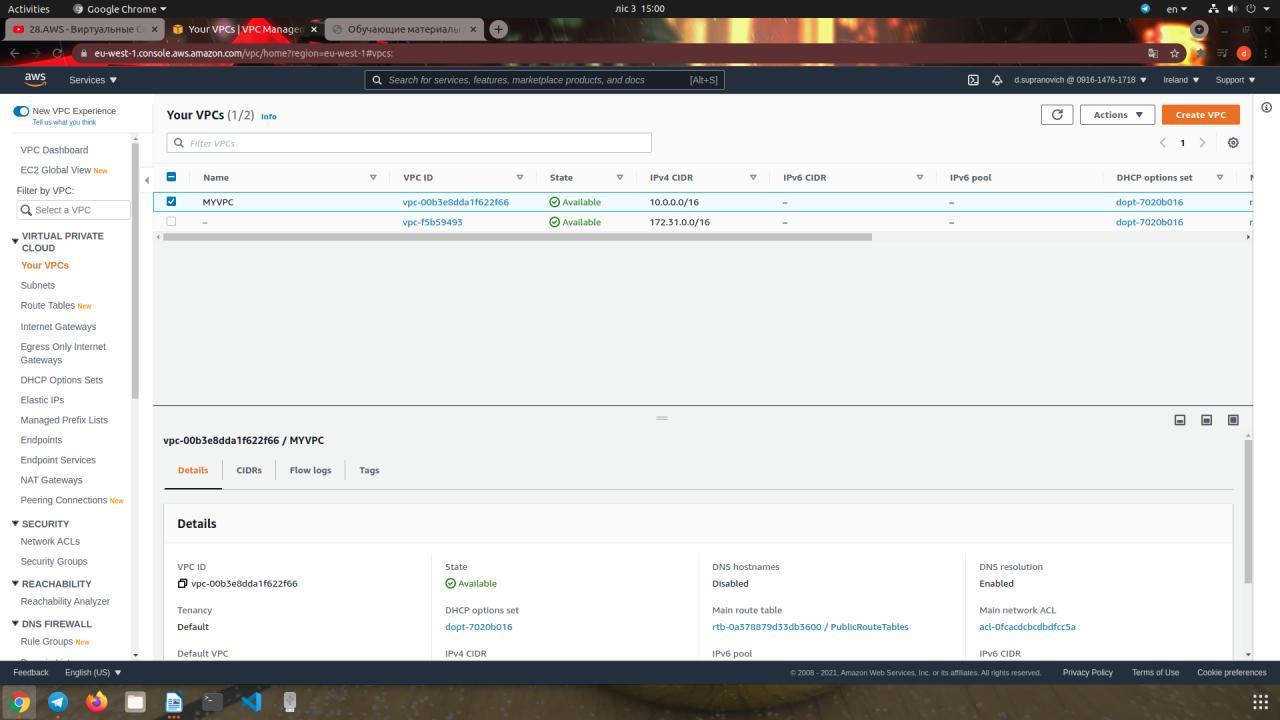 Activities
Google Chrome
ліс 3 15:00
en
28.AWS - Виртуальные С
Your VPCs | VPC Managem
Обучающие материалы
eu-west-1.console.aws.amazon.com/vpc/home?region=eu-west-1#vpcs:
d
aws
Services
Search for services, features, marketplace products, and docs
[Alt+S]
d.supranovich @ 0916-1476-1718
Ireland
Support
New VPC Experience
Tell us what you think
VPC Dashboard
EC2 Global View New
Filter by VPC:
Select a VPC
VIRTUAL PRIVATE
CLOUD
Your VPCs
Subnets
Route Tables New
Internet Gateways
Egress Only Internet
Gateways
DHCP Options Sets
Elastic IPs
Managed Prefix Lists
Endpoints
Endpoint Services
NAT Gateways
Peering Connections New
SECURITY
Network ACLs
Security Groups
REACHABILITY
Reachability Analyzer
DNS FIREWALL
Rule Groups New
Your VPCs (1/2) Info
Actions
Create VPC
Filter VPCs
1
Name
VPC ID
State
IPv4 CIDR
IPv6 CIDR
IPv6 pool
DHCP options set
MYVPC
vpc-00b3e8dda1f622f66
Available
10.0.0.0/16
–
–
dopt-7020b016
–
vpc-f5b59493
Available
172.31.0.0/16
–
–
dopt-7020b016
vpc-00b3e8dda1f622f66 / MYVPC
Details
CIDRs
Flow logs
Tags
Details
VPC ID
vpc-00b3e8dda1f622f66
State
Available
DNS hostnames
Disabled
DNS resolution
Enabled
Tenancy
Default
DHCP options set
dopt-7020b016
Main route table
rtb-0a378879d33db3600 / PublicRouteTables
Main network ACL
acl-0fcacdcbcdbdfcc5a
Default VPC
IPv4 CIDR
IPv6 pool
IPv6 CIDR
Feedback
English (US)
© 2008 - 2021, Amazon Web Services, Inc. or its affiliates. All rights reserved.
Privacy Policy
Terms of Use
Cookie preferences